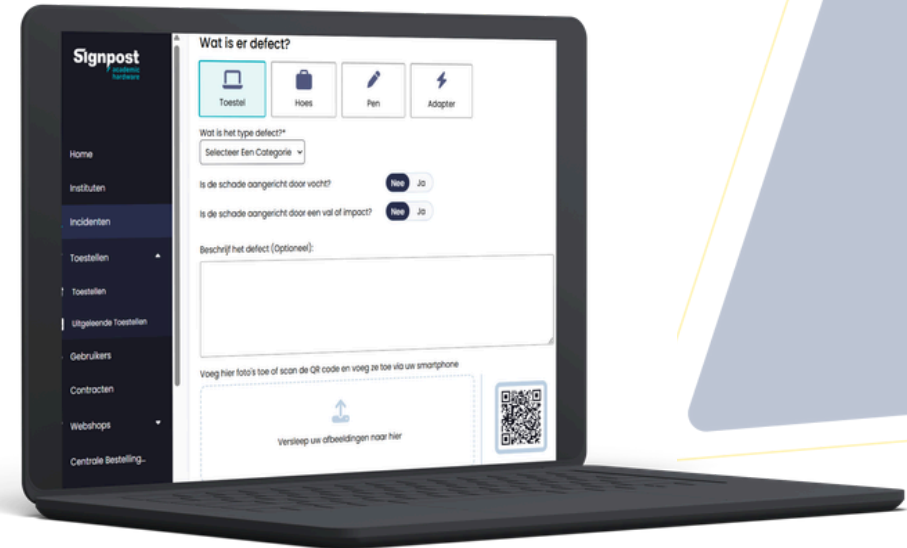 Signpost
academic
hardware
Home
Instituten
Incidenten
Toestellen
Toestellen
Uitgeleende Toestellen
Gebruikers
Contracten
Webshops
Centrale Bestelling...
Wat is er defect?
Toestel
Hoes
Pen
Adapter
Wat is het type defect?*
Selecteer Een Categorie
Is de schade aangericht door vocht?
Nee Ja
Is de schade aangericht door een val of impact?
Nee Ja
Beschrijf het defect (Optioneel):
Voeg hier foto's toe of scan de QR code en voeg ze toe via uw smartphone
Versleep uw afbeeldingen naar hier